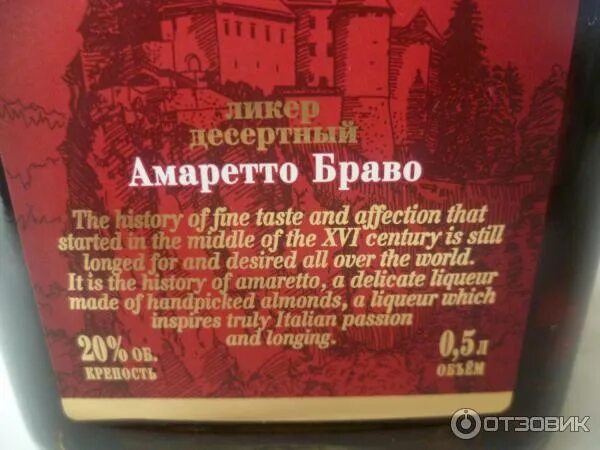 ликер
десертный
Амаретто Браво
The history of fine taste and affection that
started in the middle of the XVI century is still
longed for and desired all over the world.
It is the history of amaretto, a delicate liqueur
made of handpicked almonds, a liqueur which
inspires truly Italian passion
and longing.
20% ОБ.
КРЕПОСТЬ
0,5 л
ОБЪЁМ
ОТЗОВИК